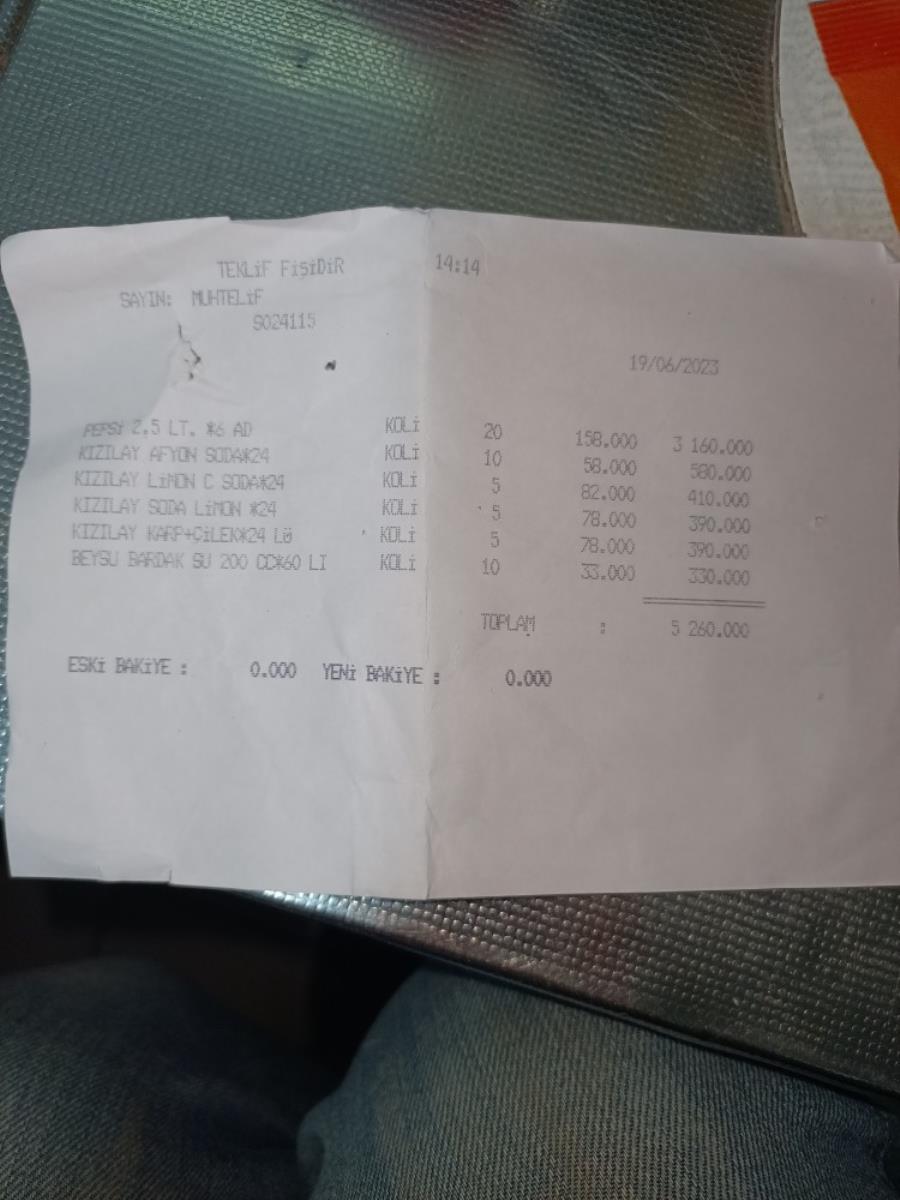 TEKLiF FiŞiDiR 14:14
SAYIN: MUHTELiF
S024115
19/06/2023
PEPSi 2.5 LT. *6 AD KOLi 20 158.000 3 160.000
KIZILAY AFYON SODA*24 KOLi 10 58.000 580.000
KIZILAY LiMON C SODA*24 KOLi 5 82.000 410.000
KIZILAY SODA LiMON *24 KOLi 5 78.000 390.000
KIZILAY KARP+ÇiLEK*24 LÜ KOLi 5 78.000 390.000
BEYSU BARDAK SU 200 CC*60 LI KOLi 10 33.000 330.000
TOPLAM : 5 260.000
ESKi BAKiYE : 0.000 YENi BAKiYE : 0.000